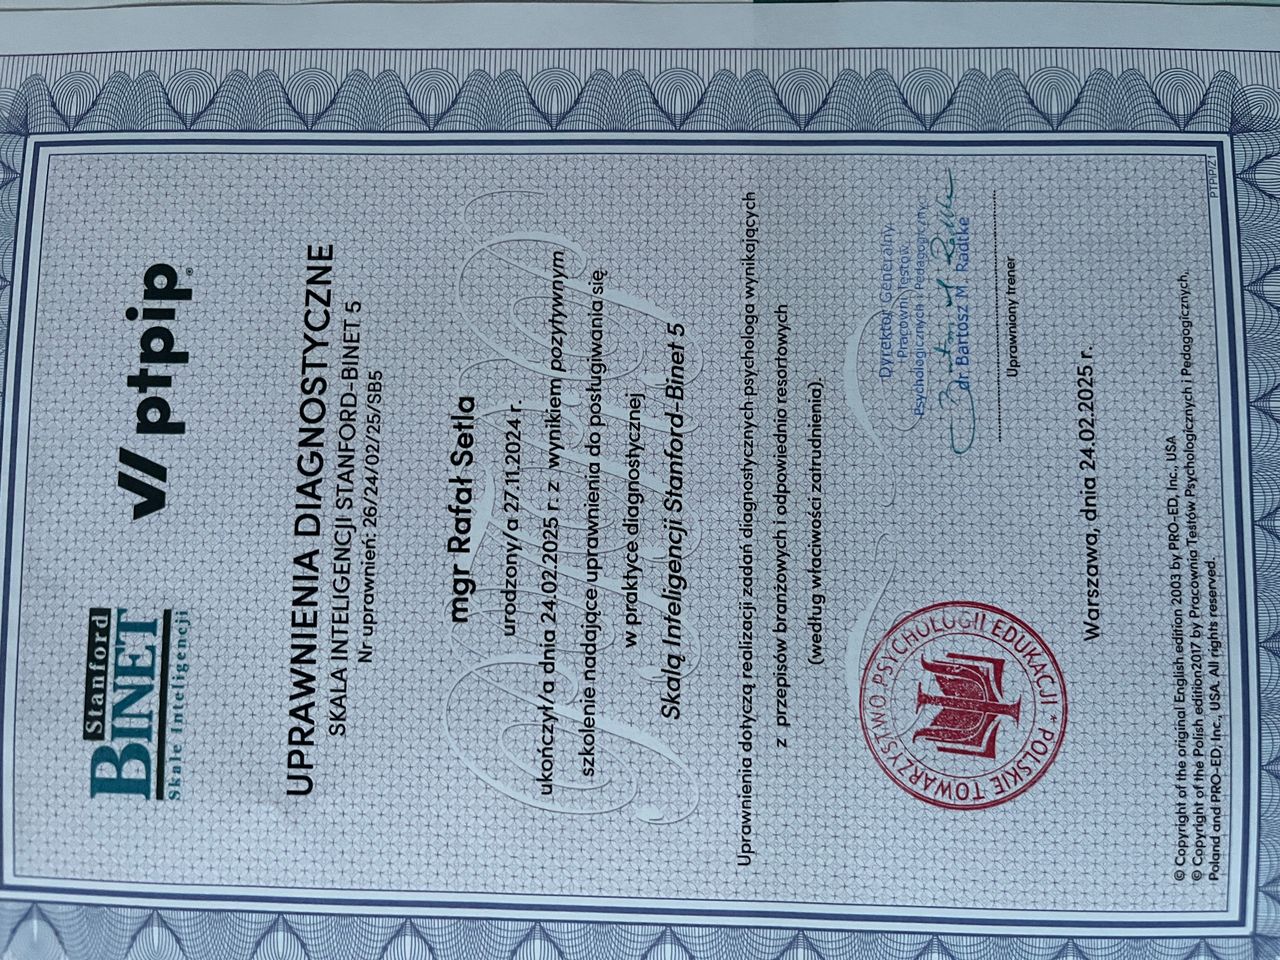 Stanford
BINET
Skale Inteligencji
ptpip®
UPRAWNIENIA DIAGNOSTYCZNE
SKALA INTELIGENCJI STANFORD-BINET 5
Nr uprawnień: 26/24/02/25/SB5
mgr Rafał Setla
urodzony/a 27.11.2024 r.
ukończył/a dnia 24.02.2025 r. z wynikiem pozytywnym
szkolenie nadające uprawnienia do posługiwania się
w praktyce diagnostycznej
Skalą Inteligencji Stanford-Binet 5
Uprawnienia dotyczą realizacji zadań diagnostycznych psychologa wynikających
z przepisów branżowych i odpowiednio resortowych
(według właściwości zatrudnienia).
Dyrektor Generalny
Pracowni Testów
Psychologicznych i Pedagogicznych
dr Bartosz M. Radtke
Uprawniony trener
POLSKIE TOWARZYSTWO PSYCHOLOGII EDUKACJI *
Warszawa, dnia 24.02.2025 r.
© Copyright of the original English edition 2003 by PRO-ED, Inc., USA
© Copyright of the Polish edition2017 by Pracownia Testów Psychologicznych i Pedagogicznych,
Poland and PRO-ED, Inc., USA. All rights reserved.
PTPiP/Z1